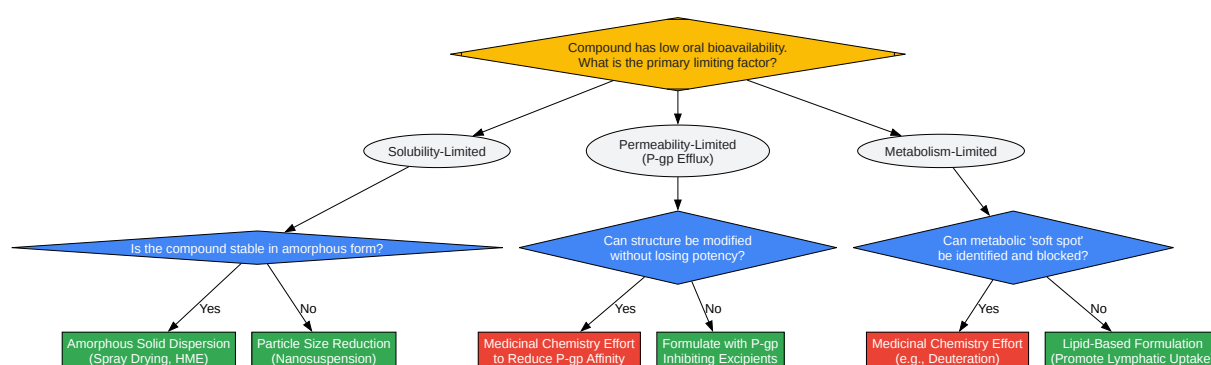 Compound has low oral bioavailability.
What is the primary limiting factor?
Solubility-Limited
Permeability-Limited
(P-gp Efflux)
Metabolism-Limited
Is the compound stable in amorphous form?
Can structure be modified
without losing potency?
Can metabolic 'soft spot'
be identified and blocked?
Yes
No
Yes
No
Yes
No
Amorphous Solid Dispersion
(Spray Drying, HME)
Particle Size Reduction
(Nanosuspension)
Medicinal Chemistry Effort
to Reduce P-gp Affinity
Formulate with P-gp
Inhibiting Excipients
Medicinal Chemistry Effort
(e.g., Deuteration)
Lipid-Based Formulation
(Promote Lymphatic Uptake